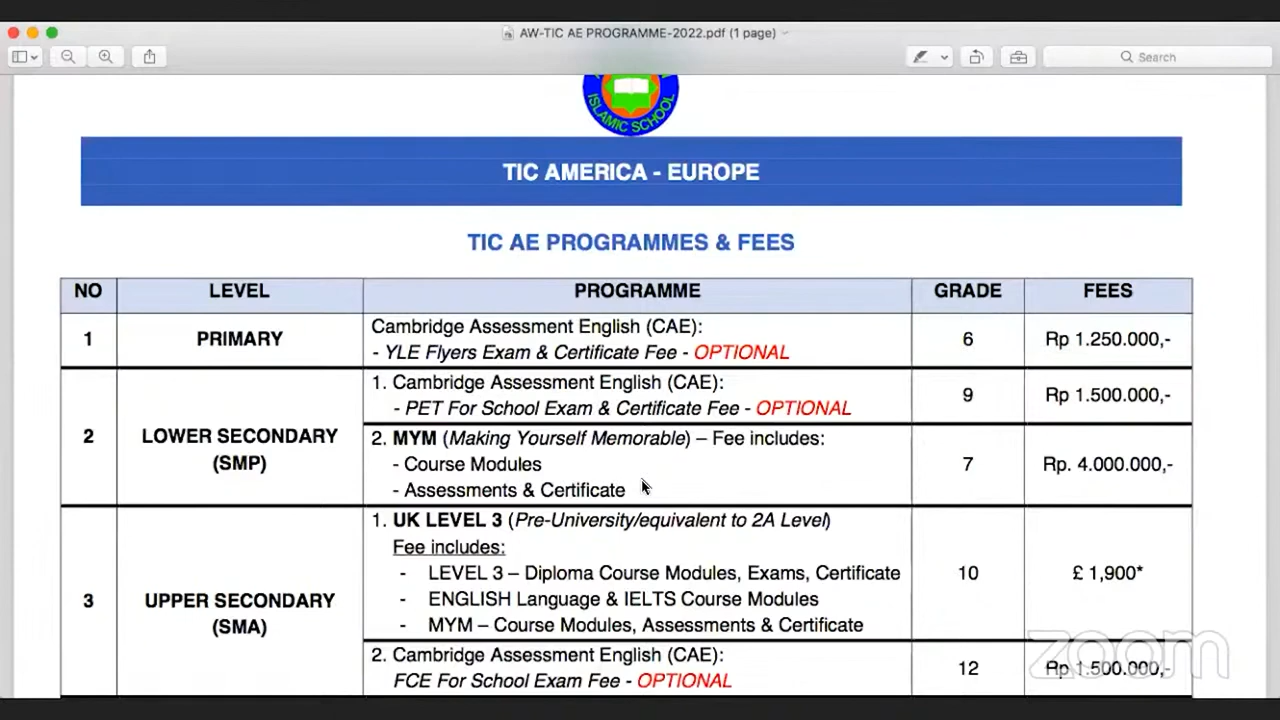 AW-TIC AE PROGRAMME-2022.pdf (1 page)
Search
ISLAMIC SCHOOL
TIC AMERICA - EUROPE
TIC AE PROGRAMMES & FEES
NO LEVEL PROGRAMME GRADE FEES
1 PRIMARY Cambridge Assessment English (CAE): 6 Rp 1.250.000,-
- YLE Flyers Exam & Certificate Fee - OPTIONAL
2 LOWER SECONDARY (SMP) 1. Cambridge Assessment English (CAE): 9 Rp 1.500.000,-
- PET For School Exam & Certificate Fee - OPTIONAL
2. MYM (Making Yourself Memorable) – Fee includes: 7 Rp. 4.000.000,-
- Course Modules
- Assessments & Certificate
3 UPPER SECONDARY (SMA) 1. UK LEVEL 3 (Pre-University/equivalent to 2A Level) 10 £ 1,900*
Fee includes:
- LEVEL 3 – Diploma Course Modules, Exams, Certificate
- ENGLISH Language & IELTS Course Modules
- MYM – Course Modules, Assessments & Certificate
2. Cambridge Assessment English (CAE): 12 Rp 1.500.000,-
FCE For School Exam Fee - OPTIONAL
zoom